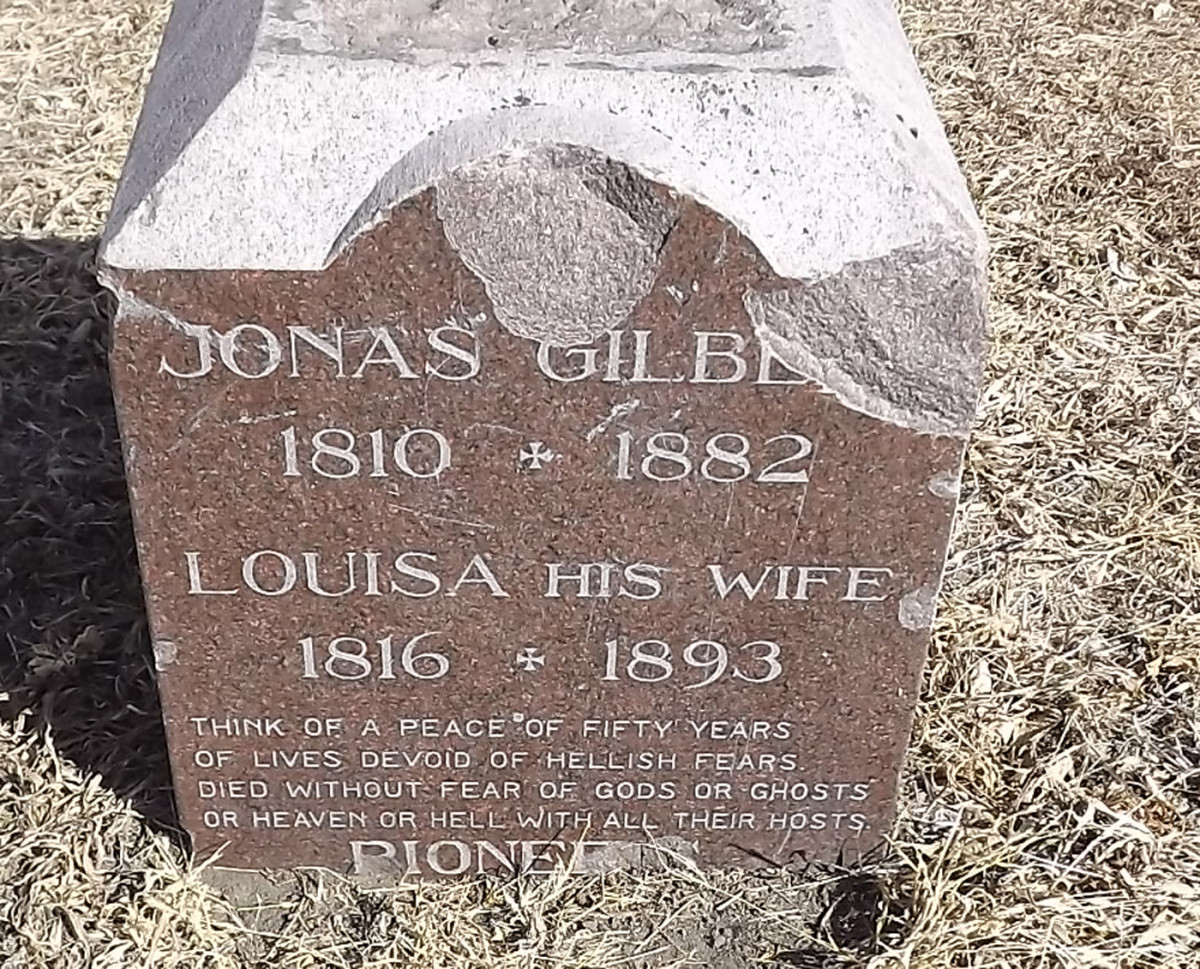 JONAS GILBE
1810 ✠ 1882
LOUISA HIS WIFE
1816 ✠ 1893
THINK OF A PEACE OF FIFTY YEARS
OF LIVES DEVOID OF HELLISH FEARS.
DIED WITHOUT FEAR OF GODS OR GHOSTS
OR HEAVEN OR HELL WITH ALL THEIR HOSTS.